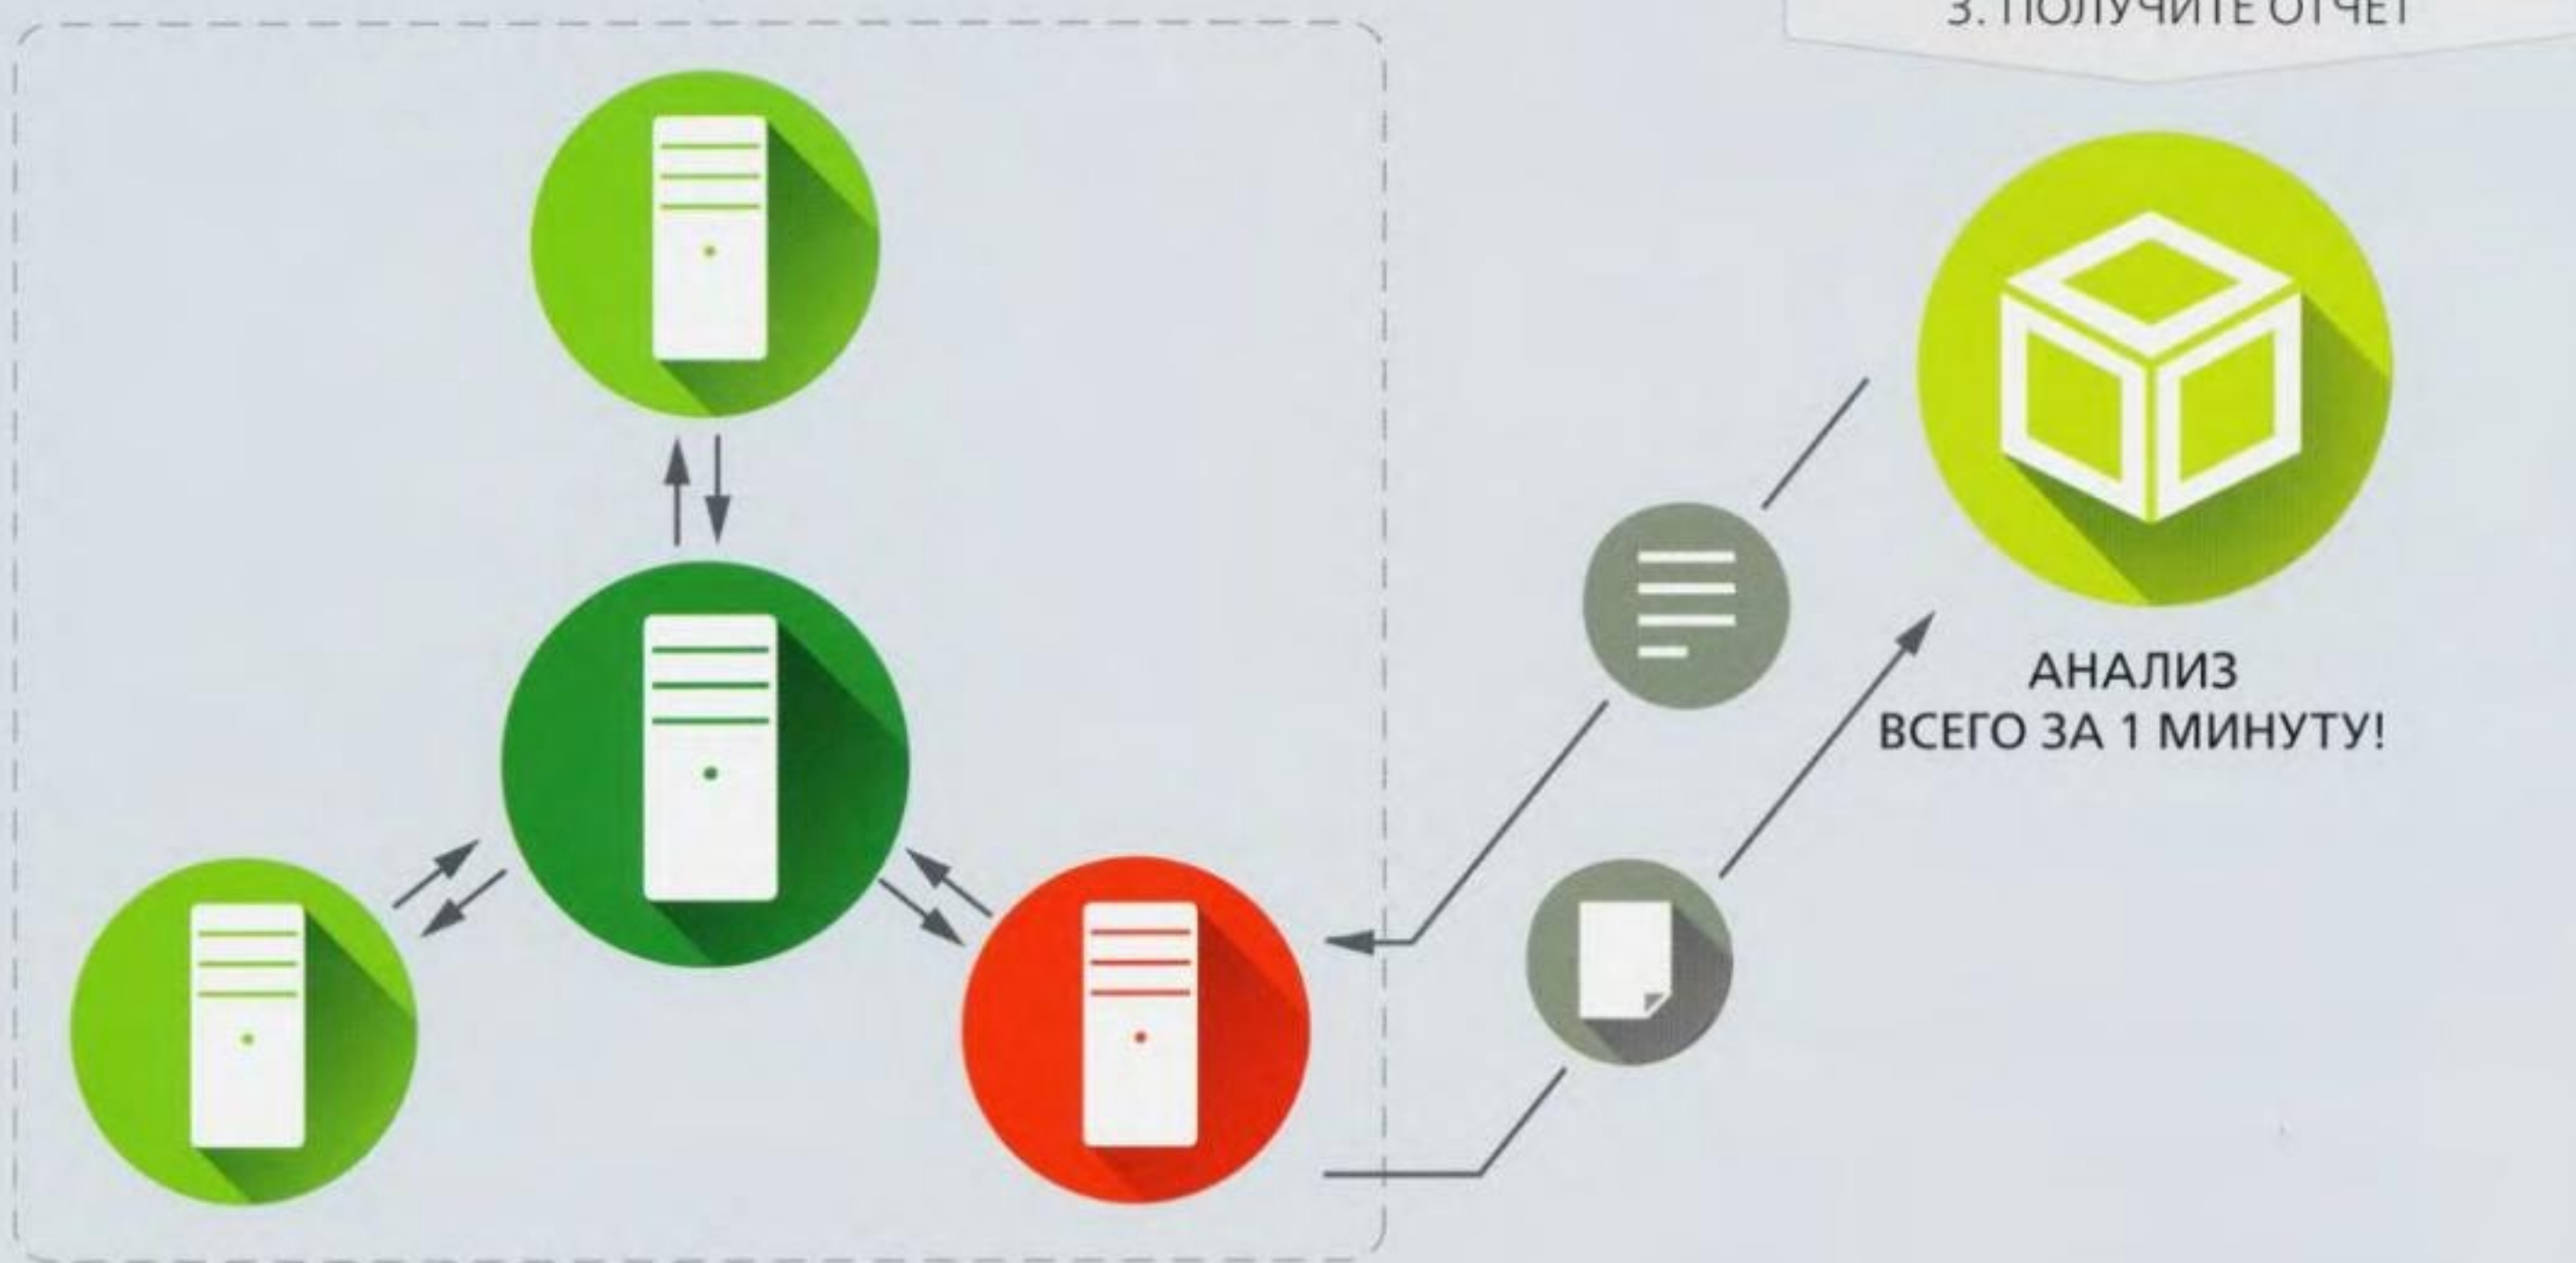 3. ПОЛУЧИТЕ ОТЧЕТ
АНАЛИЗ
ВСЕГО ЗА 1 МИНУТУ!